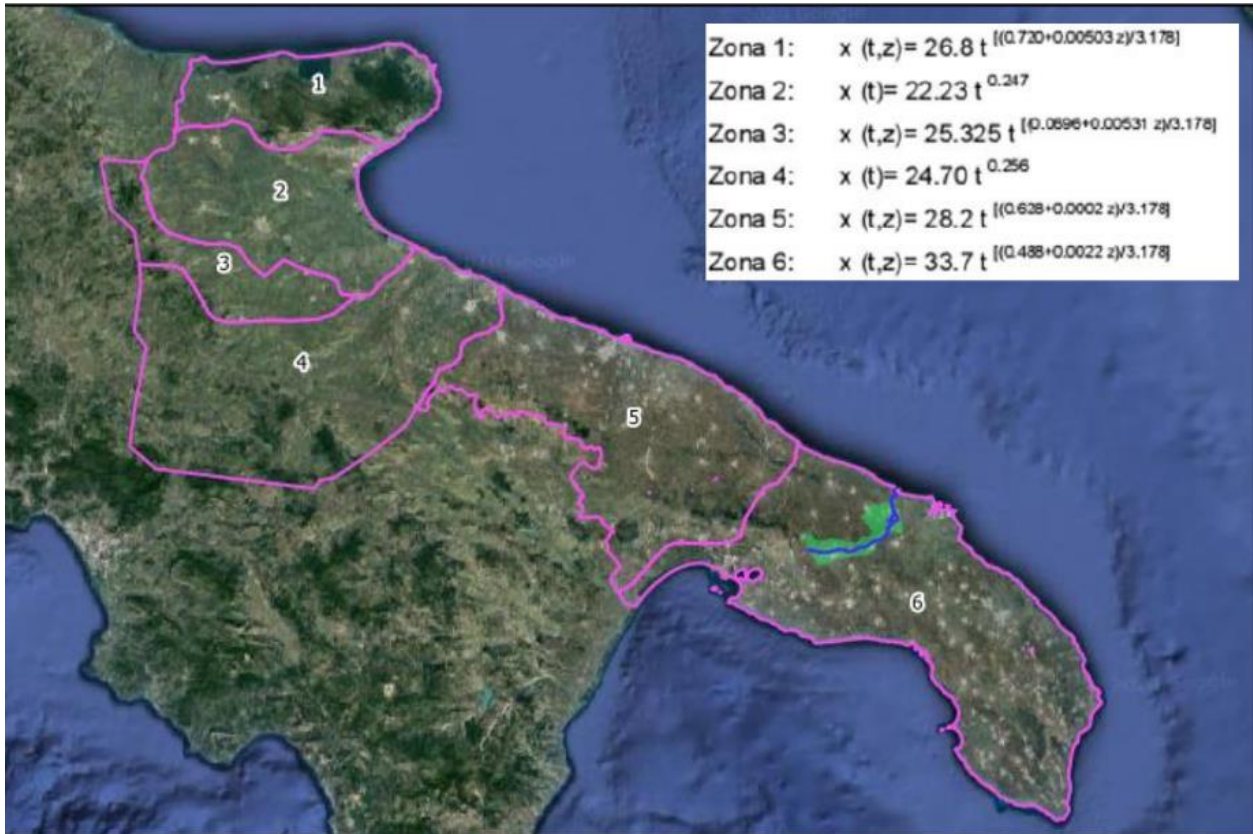 Zona 1: x (t,z)= 26.8 t [(0.720+0.00503 z)/3.178]
Zona 2: x (t)= 22.23 t 0.247
Zona 3: x (t,z)= 25.325 t [(0.0696+0.00531 z)/3.178]
Zona 4: x (t)= 24.70 t 0.256
Zona 5: x (t,z)= 28.2 t [(0.628+0.0002 z)/3.178]
Zona 6: x (t,z)= 33.7 t [(0.488+0.0022 z)/3.178]
1
2
3
4
5
6